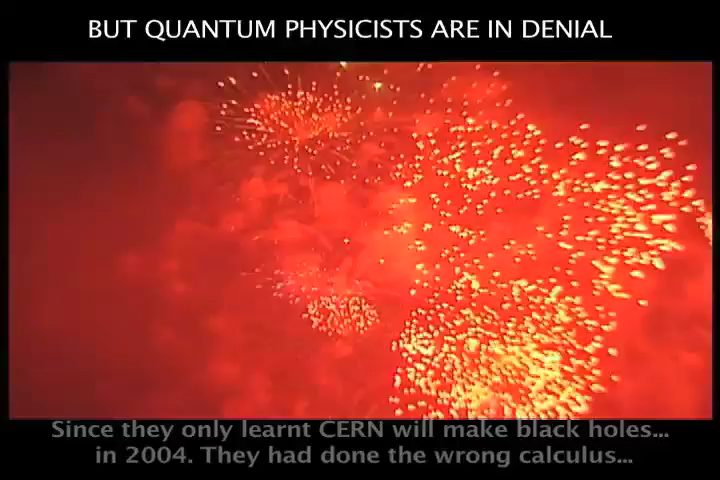 BUT QUANTUM PHYSICISTS ARE IN DENIAL
Since they only learnt CERN will make black holes...
in 2004. They had done the wrong calculus...